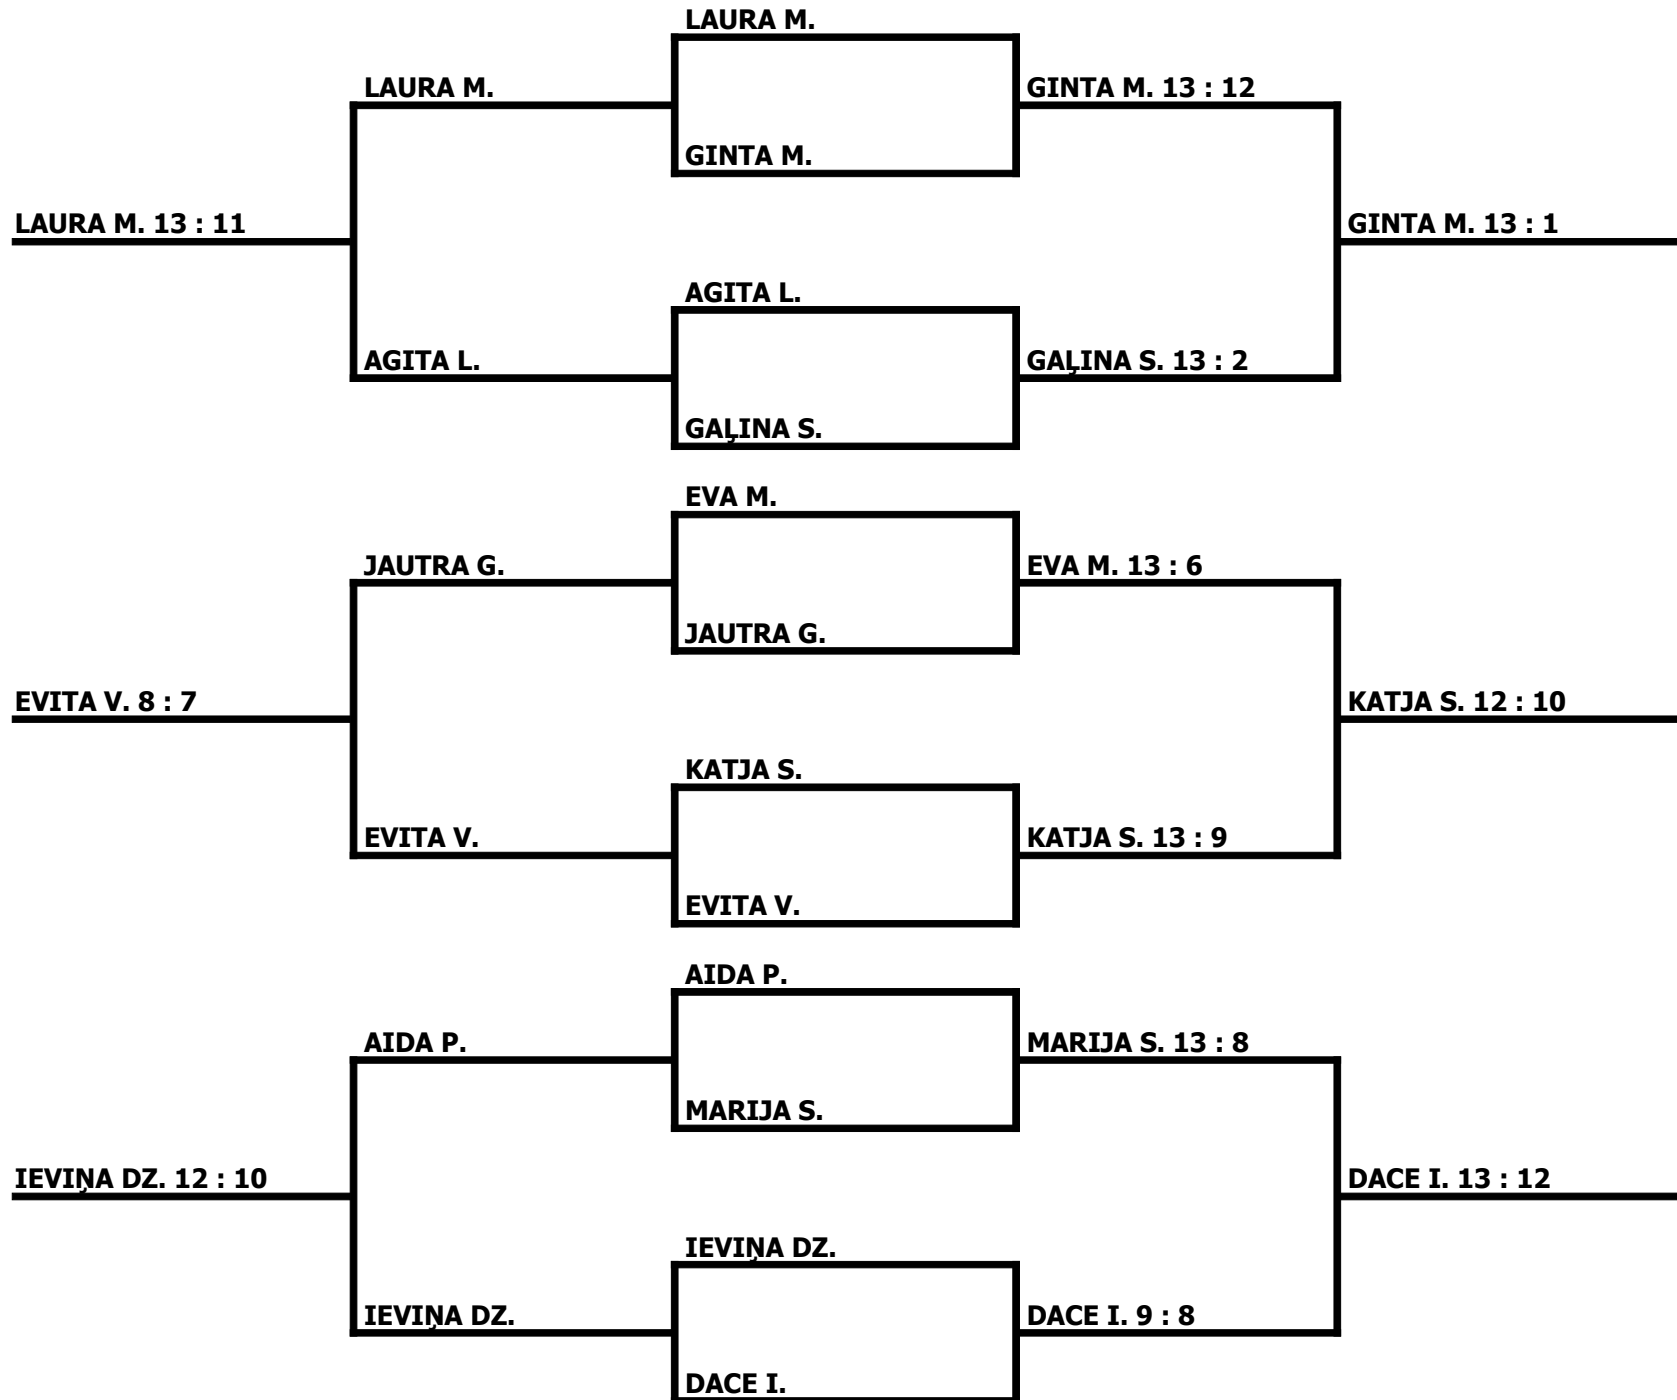 LAURA M.
LAURA M.
GINTA M. 13 : 12
GINTA M.
LAURA M. 13 : 11
GINTA M. 13 : 1
AGITA L.
AGITA L.
GAĻINA S. 13 : 2
GAĻINA S.
EVA M.
JAUTRA G.
EVA M. 13 : 6
JAUTRA G.
EVITA V. 8 : 7
KATJA S. 12 : 10
KATJA S.
EVITA V.
KATJA S. 13 : 9
EVITA V.
AIDA P.
AIDA P.
MARIJA S. 13 : 8
MARIJA S.
IEVIŅA DZ. 12 : 10
DACE I. 13 : 12
IEVIŅA DZ.
IEVIŅA DZ.
DACE I. 9 : 8
DACE I.